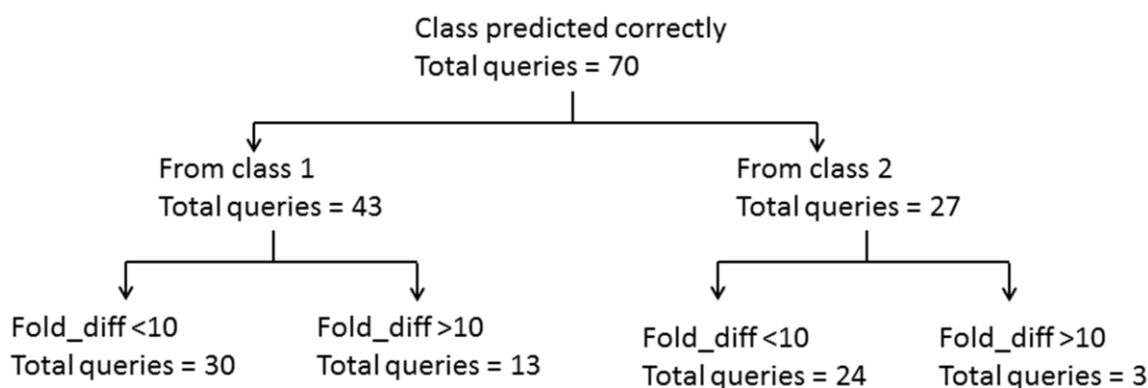 Class predicted correctly
Total queries = 70
From class 1
Total queries = 43
From class 2
Total queries = 27
Fold_diff <10
Total queries = 30
Fold_diff >10
Total queries = 13
Fold_diff <10
Total queries = 24
Fold_diff >10
Total queries = 3